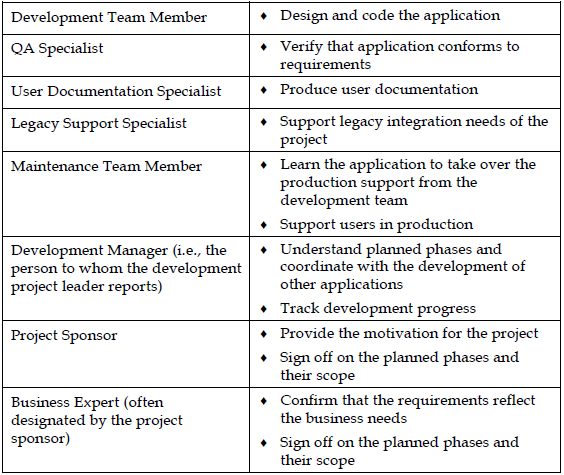 Development Team Member
♦ Design and code the application
QA Specialist
♦ Verify that application conforms to
requirements
User Documentation Specialist
♦ Produce user documentation
Legacy Support Specialist
♦ Support legacy integration needs of the
project
Maintenance Team Member
♦ Learn the application to take over the
production support from the
development team
♦ Support users in production
Development Manager (i.e., the
person to whom the development
project leader reports)
♦ Understand planned phases and
coordinate with the development of
other applications
♦ Track development progress
Project Sponsor
♦ Provide the motivation for the project
♦ Sign off on the planned phases and
their scope
Business Expert (often
designated by the project
sponsor)
♦ Confirm that the requirements reflect
the business needs
♦ Sign off on the planned phases and
their scope